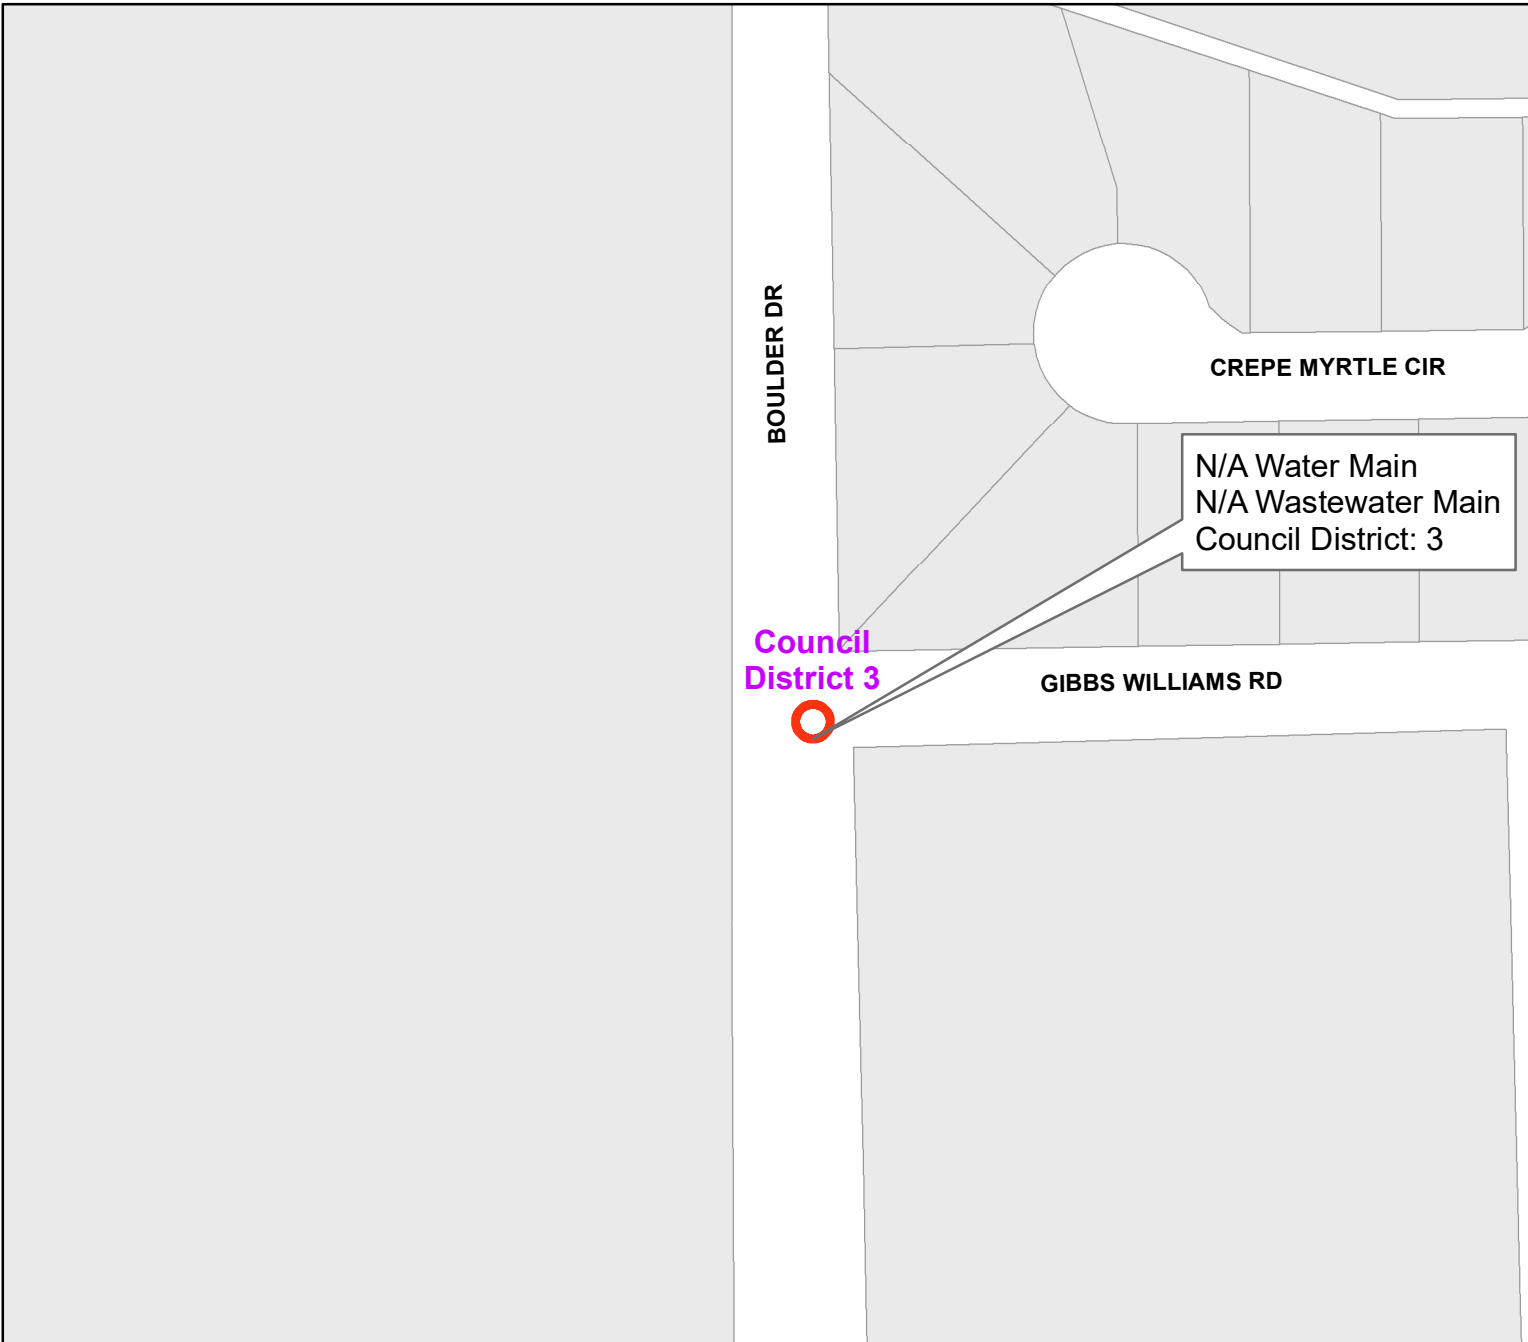 BOULDER DR
CREPE MYRTLE CIR
N/A Water Main
N/A Wastewater Main
Council District: 3
Council
District 3
GIBBS WILLIAMS RD